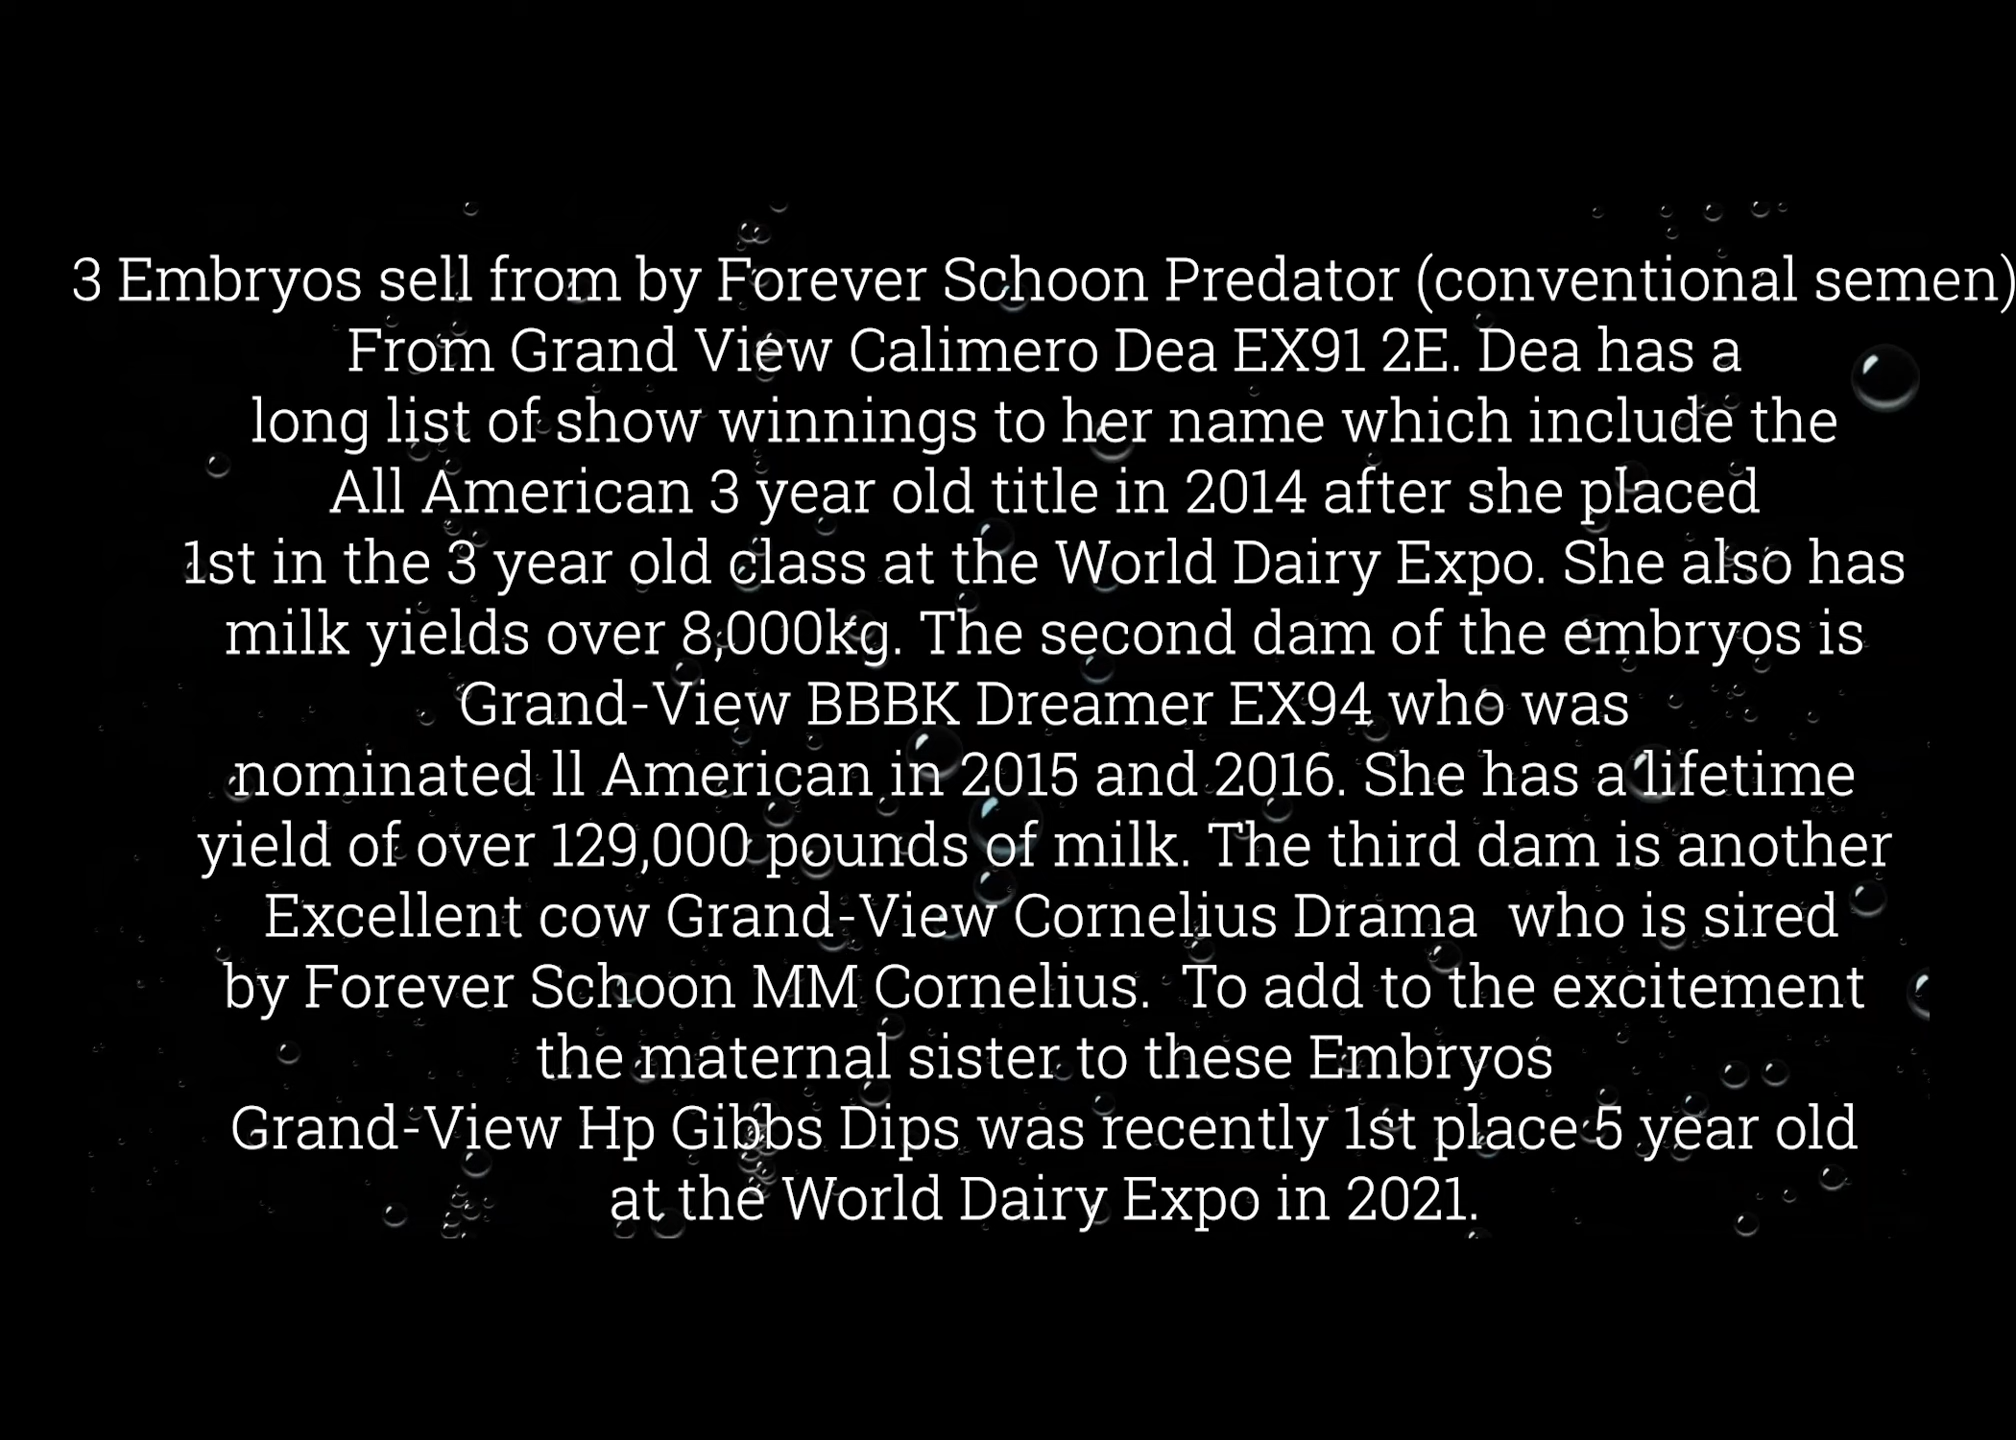 3 Embryos sell from by Forever Schoon Predator (conventional semen)
From Grand View Calimero Dea EX91 2E. Dea has a
long list of show winnings to her name which include the
All American 3 year old title in 2014 after she placed
1st in the 3 year old class at the World Dairy Expo. She also has
milk yields over 8,000kg. The second dam of the embryos is
Grand-View BBBK Dreamer EX94 who was
nominated ll American in 2015 and 2016. She has a lifetime
yield of over 129,000 pounds of milk. The third dam is another
Excellent cow Grand-View Cornelius Drama  who is sired
by Forever Schoon MM Cornelius.  To add to the excitement
the maternal sister to these Embryos
Grand-View Hp Gibbs Dips was recently 1st place 5 year old
at the World Dairy Expo in 2021.